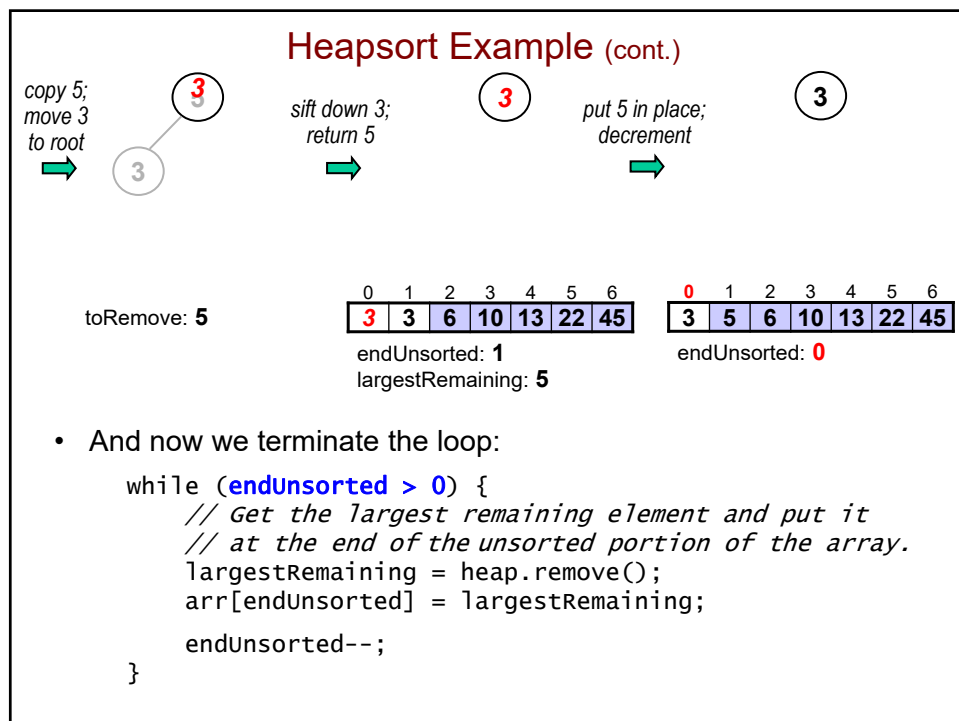 Heapsort Example (cont.)
copy 5;
move 3
to root
3
5
3
sift down 3;
return 5
3
put 5 in place;
decrement
3
toRemove: 5
0 1 2 3 4 5 6
3 3 6 10 13 22 45
endUnsorted: 1
largestRemaining: 5
0 1 2 3 4 5 6
3 5 6 10 13 22 45
endUnsorted: 0
• And now we terminate the loop:
while (endUnsorted > 0) {
// Get the largest remaining element and put it
// at the end of the unsorted portion of the array.
largestRemaining = heap.remove();
arr[endUnsorted] = largestRemaining;
endUnsorted--;
}